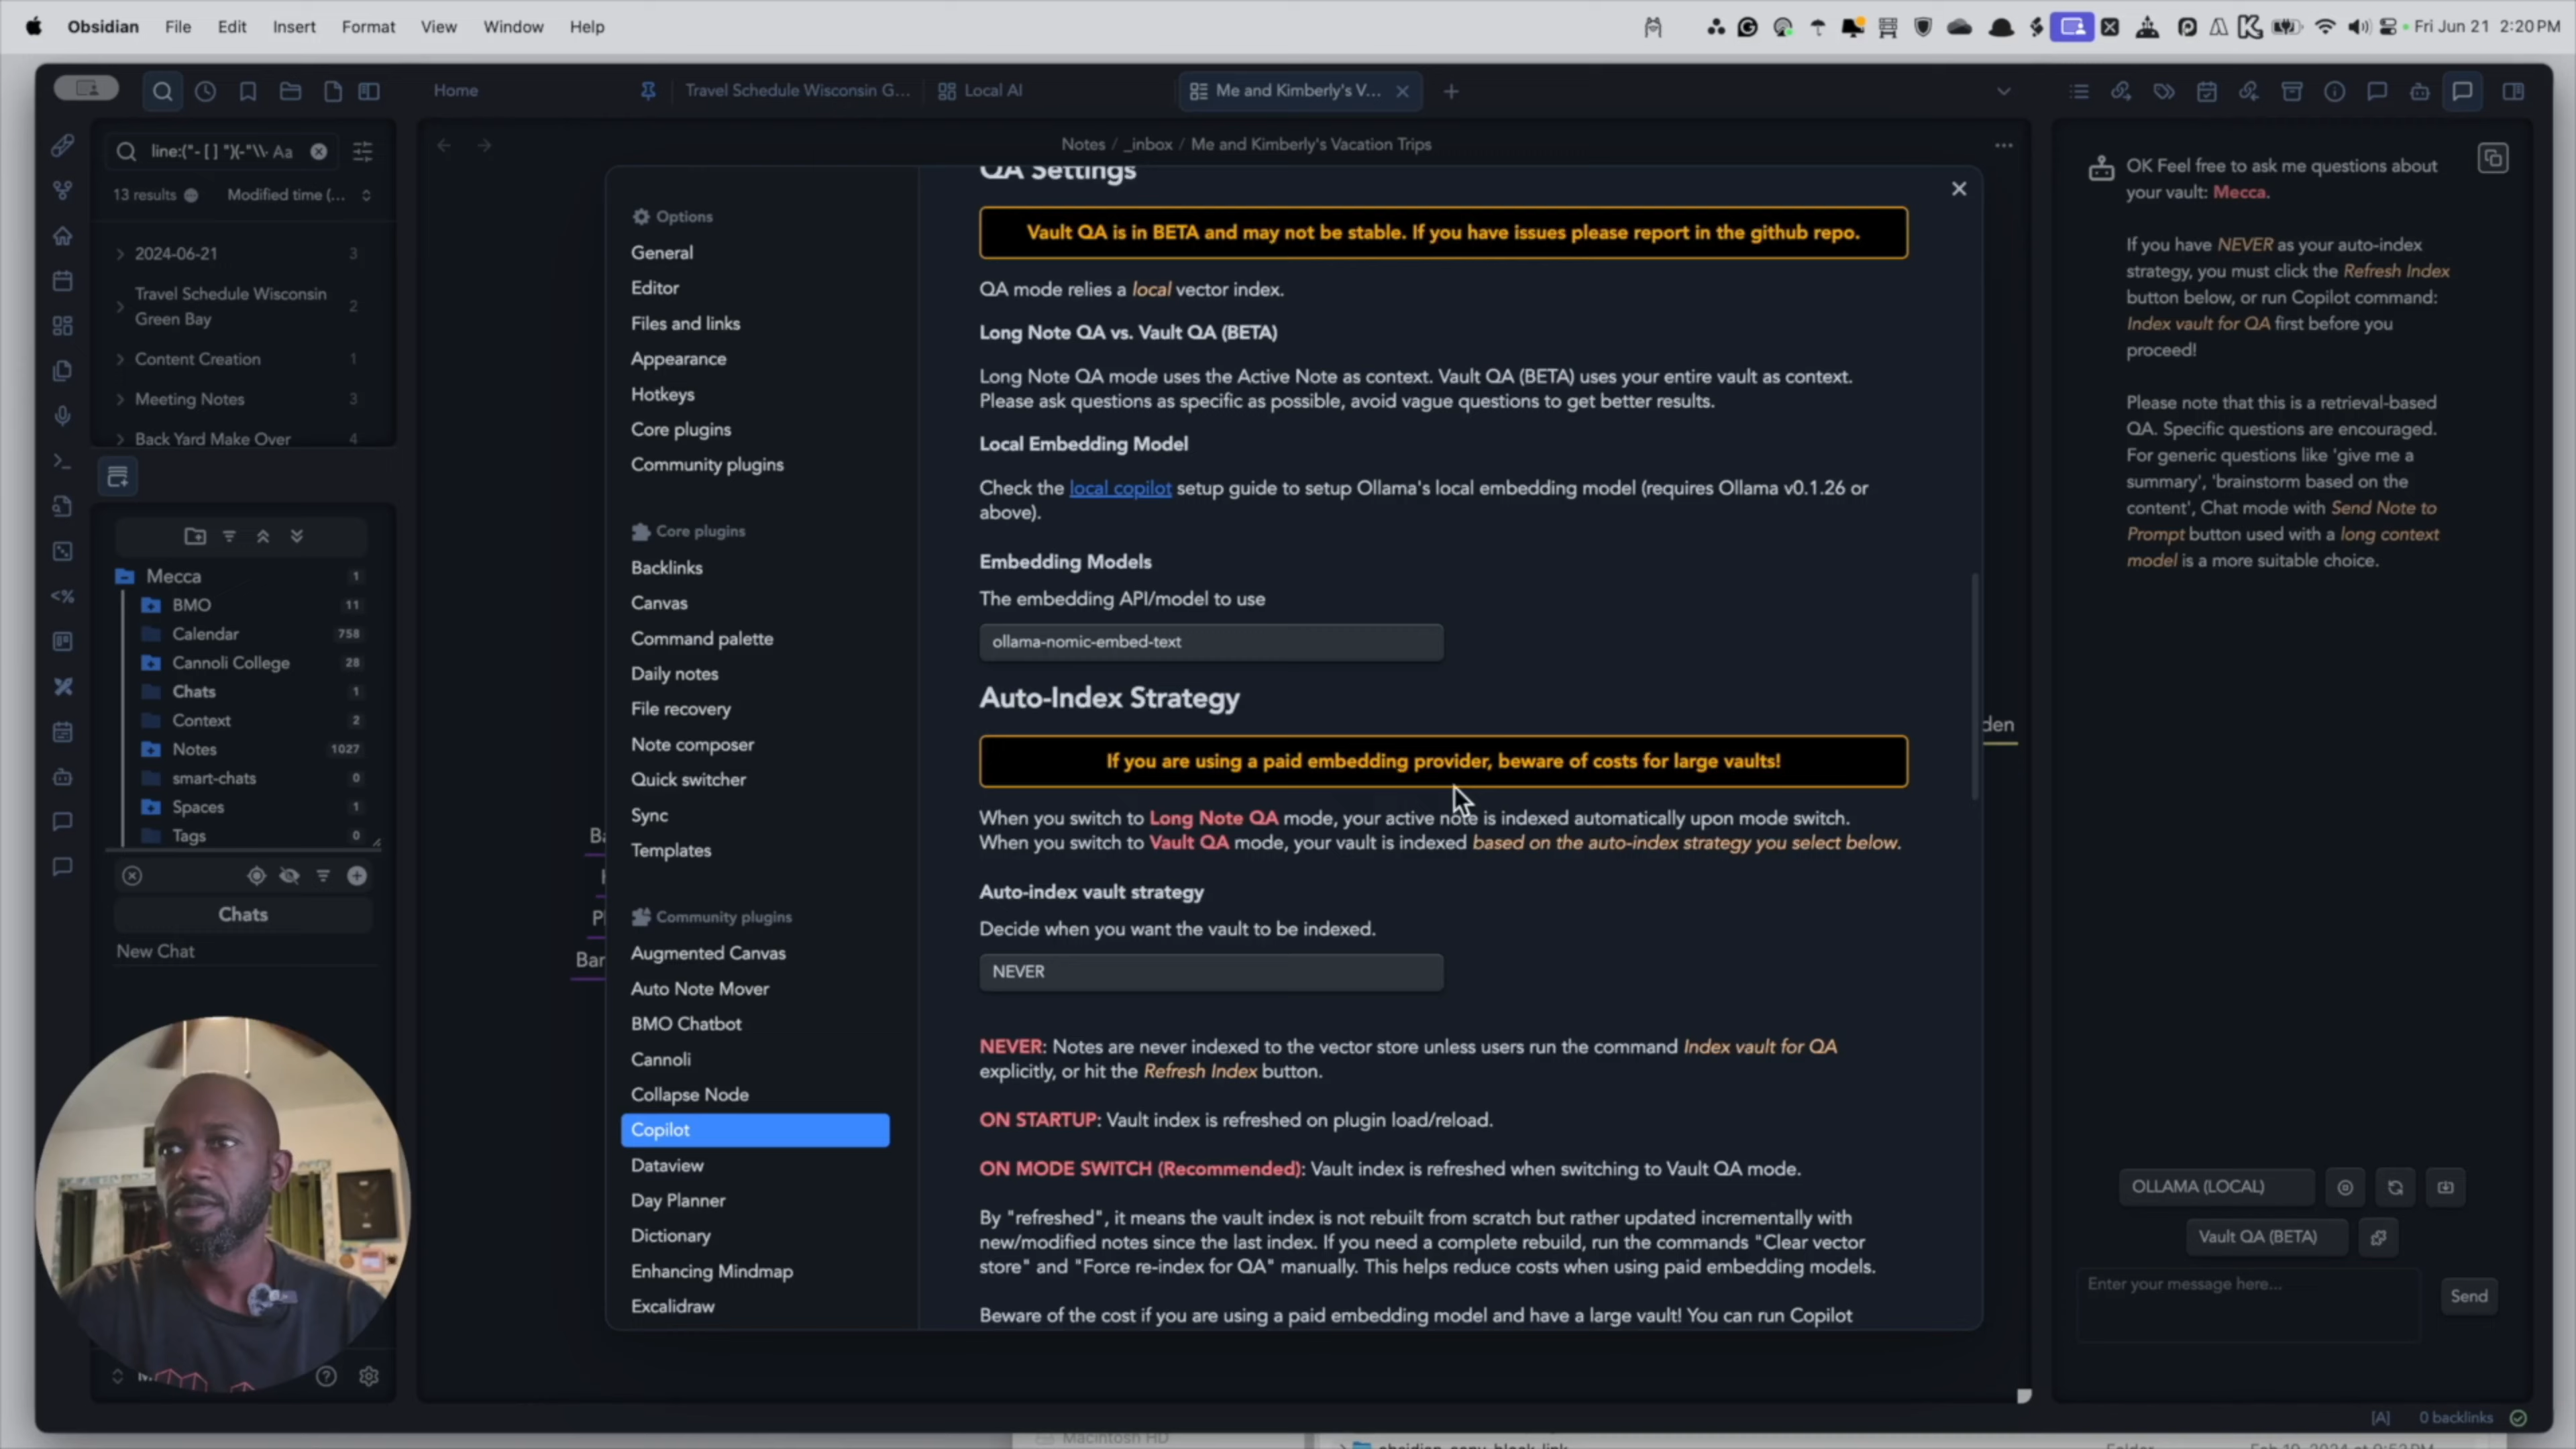 Obsidian File Edit Insert Format View Window Help
Fri Jun 21 2:20 PM
Home
Travel Schedule Wisconsin G...
Local AI
Me and Kimberly's V...
line:("- [ ] ")(-"\\- Aa
13 results
Modified time (...
2024-06-21 3
Travel Schedule Wisconsin
Green Bay
2
Content Creation 1
Meeting Notes 3
Back Yard Make Over 4
Mecca 1
BMO 11
Calendar 758
Cannoli College 28
Chats 1
Context 2
Notes 1027
smart-chats 0
Spaces 1
Tags 0
Chats
New Chat
Notes / _inbox / Me and Kimberly's Vacation Trips
den
Ba
Pl
Bar
Options
General
Editor
Files and links
Appearance
Hotkeys
Core plugins
Community plugins
Core plugins
Backlinks
Canvas
Command palette
Daily notes
File recovery
Note composer
Quick switcher
Sync
Templates
Community plugins
Augmented Canvas
Auto Note Mover
BMO Chatbot
Cannoli
Collapse Node
Copilot
Dataview
Day Planner
Dictionary
Enhancing Mindmap
Excalidraw
QA Settings
Vault QA is in BETA and may not be stable. If you have issues please report in the github repo.
QA mode relies a local vector index.
Long Note QA vs. Vault QA (BETA)
Long Note QA mode uses the Active Note as context. Vault QA (BETA) uses your entire vault as context.
Please ask questions as specific as possible, avoid vague questions to get better results.
Local Embedding Model
Check the local copilot setup guide to setup Ollama's local embedding model (requires Ollama v0.1.26 or
above).
Embedding Models
The embedding API/model to use
ollama-nomic-embed-text
Auto-Index Strategy
If you are using a paid embedding provider, beware of costs for large vaults!
When you switch to Long Note QA mode, your active note is indexed automatically upon mode switch.
When you switch to Vault QA mode, your vault is indexed based on the auto-index strategy you select below.
Auto-index vault strategy
Decide when you want the vault to be indexed.
NEVER
NEVER: Notes are never indexed to the vector store unless users run the command Index vault for QA
explicitly, or hit the Refresh Index button.
ON STARTUP: Vault index is refreshed on plugin load/reload.
ON MODE SWITCH (Recommended): Vault index is refreshed when switching to Vault QA mode.
By "refreshed", it means the vault index is not rebuilt from scratch but rather updated incrementally with
new/modified notes since the last index. If you need a complete rebuild, run the commands "Clear vector
store" and "Force re-index for QA" manually. This helps reduce costs when using paid embedding models.
Beware of the cost if you are using a paid embedding model and have a large vault! You can run Copilot
OK Feel free to ask me questions about
your vault: Mecca.
If you have NEVER as your auto-index
strategy, you must click the Refresh Index
button below, or run Copilot command:
Index vault for QA first before you
proceed!
Please note that this is a retrieval-based
QA. Specific questions are encouraged.
For generic questions like 'give me a
summary', 'brainstorm based on the
content', Chat mode with Send Note to
Prompt button used with a long context
model is a more suitable choice.
OLLAMA (LOCAL)
Vault QA (BETA)
Enter your message here...
Send
[A] 0 backlinks
Macintosh HD